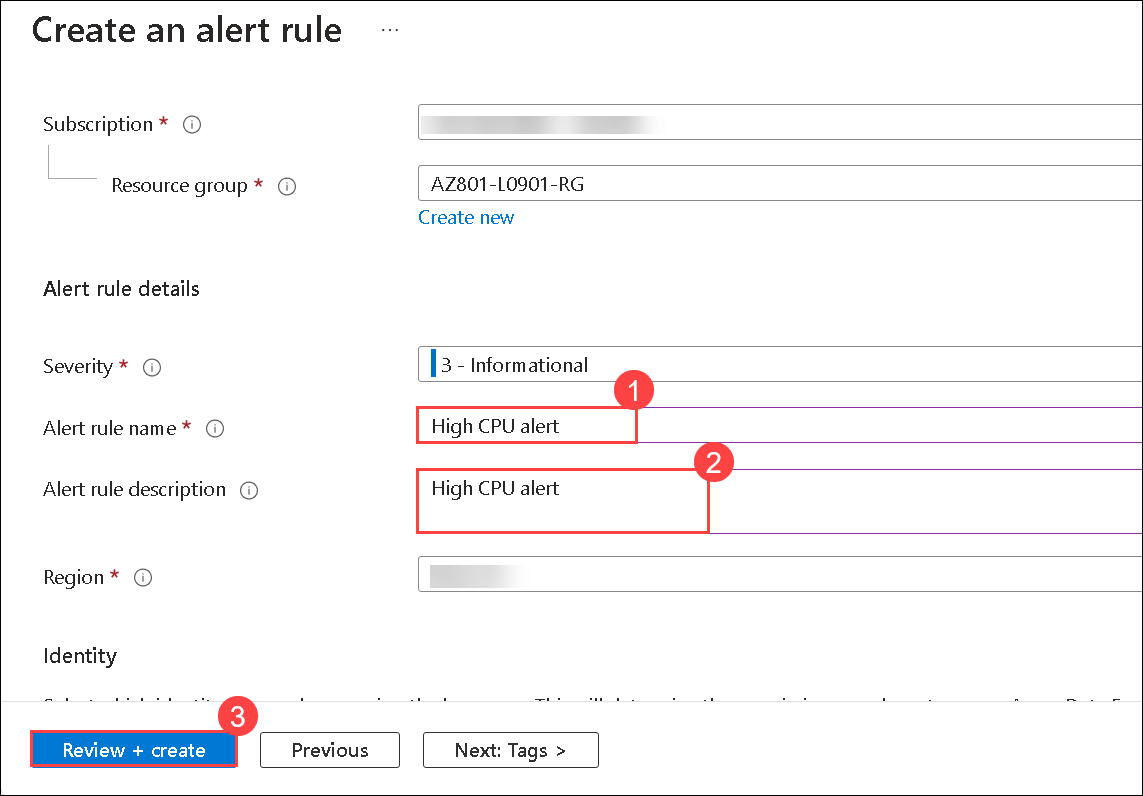 Create an alert rule ...
Subscription *
Resource group *
AZ801-L0901-RG
Create new
Alert rule details
Severity *
3 - Informational
1
Alert rule name *
High CPU alert
2
Alert rule description
High CPU alert
Region *
Identity
3
Review + create
Previous
Next: Tags >